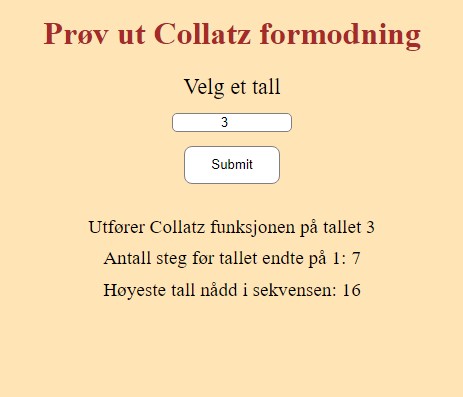 Prøv ut Collatz formodning
Velg et tall
3
Submit
Utfører Collatz funksjonen på tallet 3
Antall steg før tallet endte på 1: 7
Høyeste tall nådd i sekvensen: 16